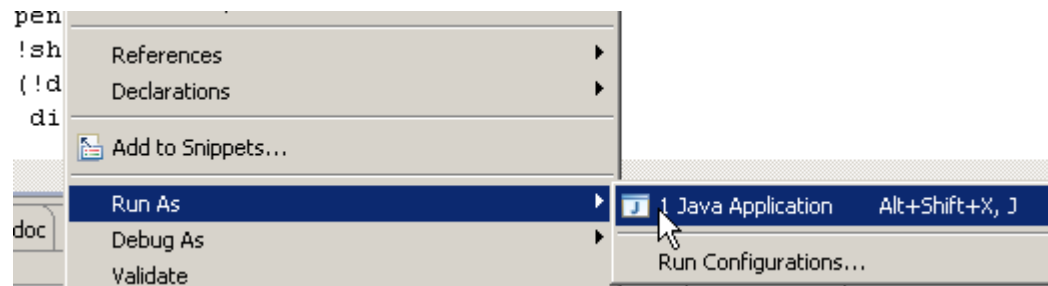 pen
!sh
References
(!d
Declarations
di
Add to Snippets...
Run As
1 Java Application Alt+Shift+X, J
doc
Debug As
Run Configurations...
Validate